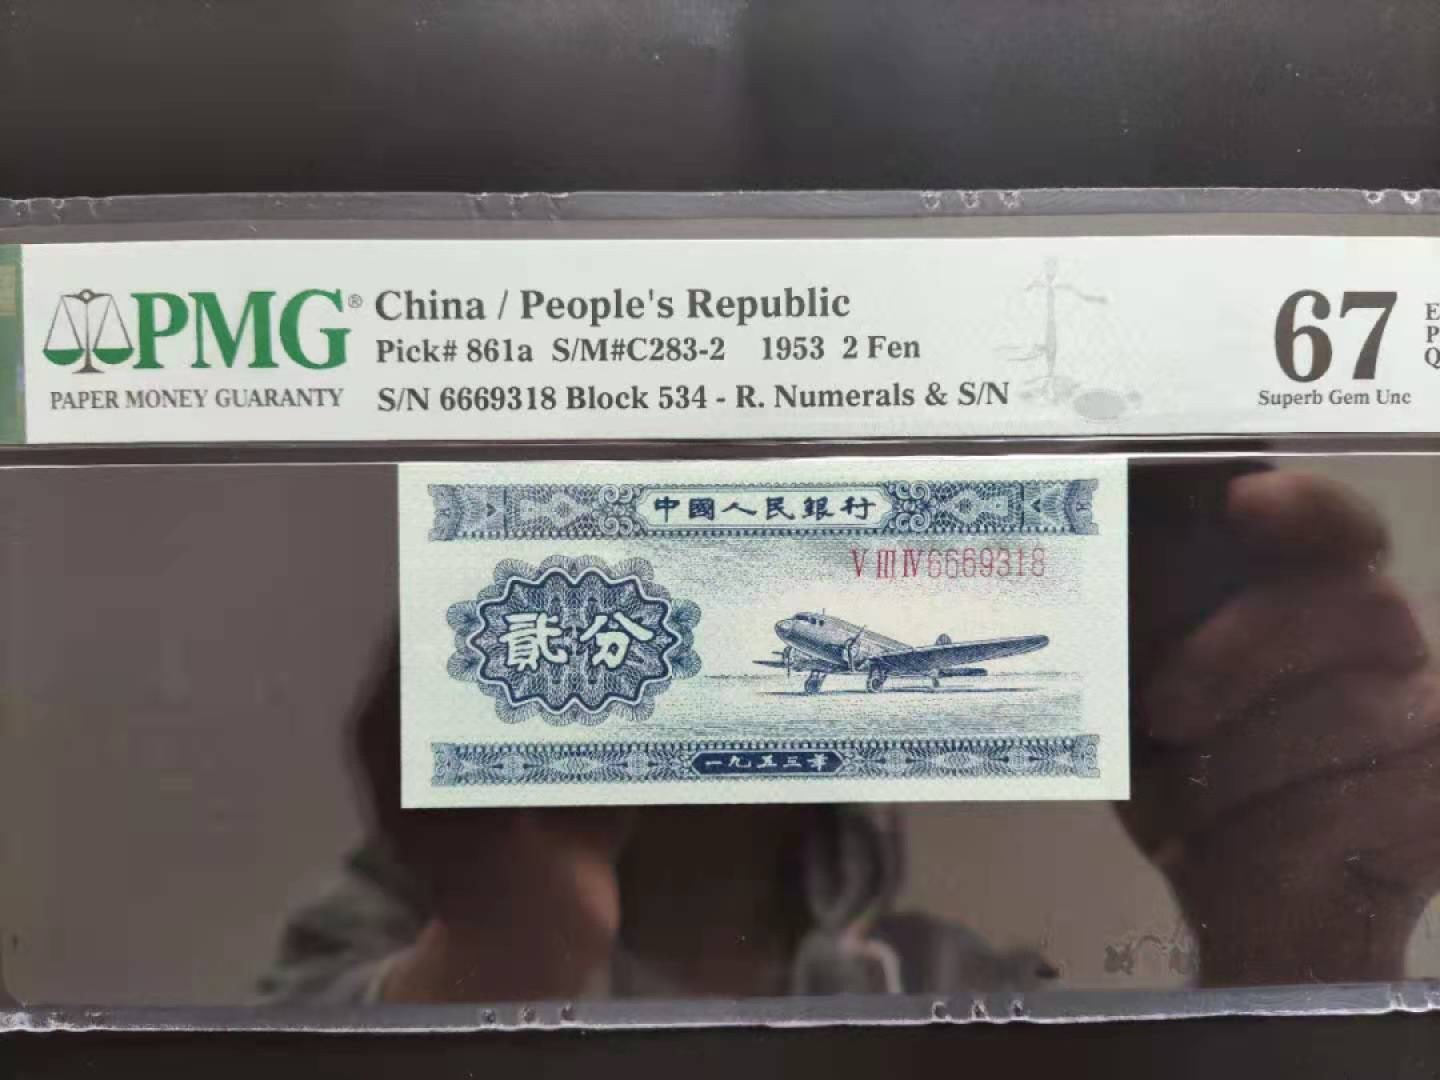 PMG®
PAPER MONEY GUARANTY
China / People's Republic
Pick# 861a S/M#C283-2 1953 2 Fen
S/N 6669318 Block 534 - R. Numerals & S/N
67
Superb Gem Unc
E
P
Q
中國人民銀行
V III IV 6669318
貳分
一九五三年